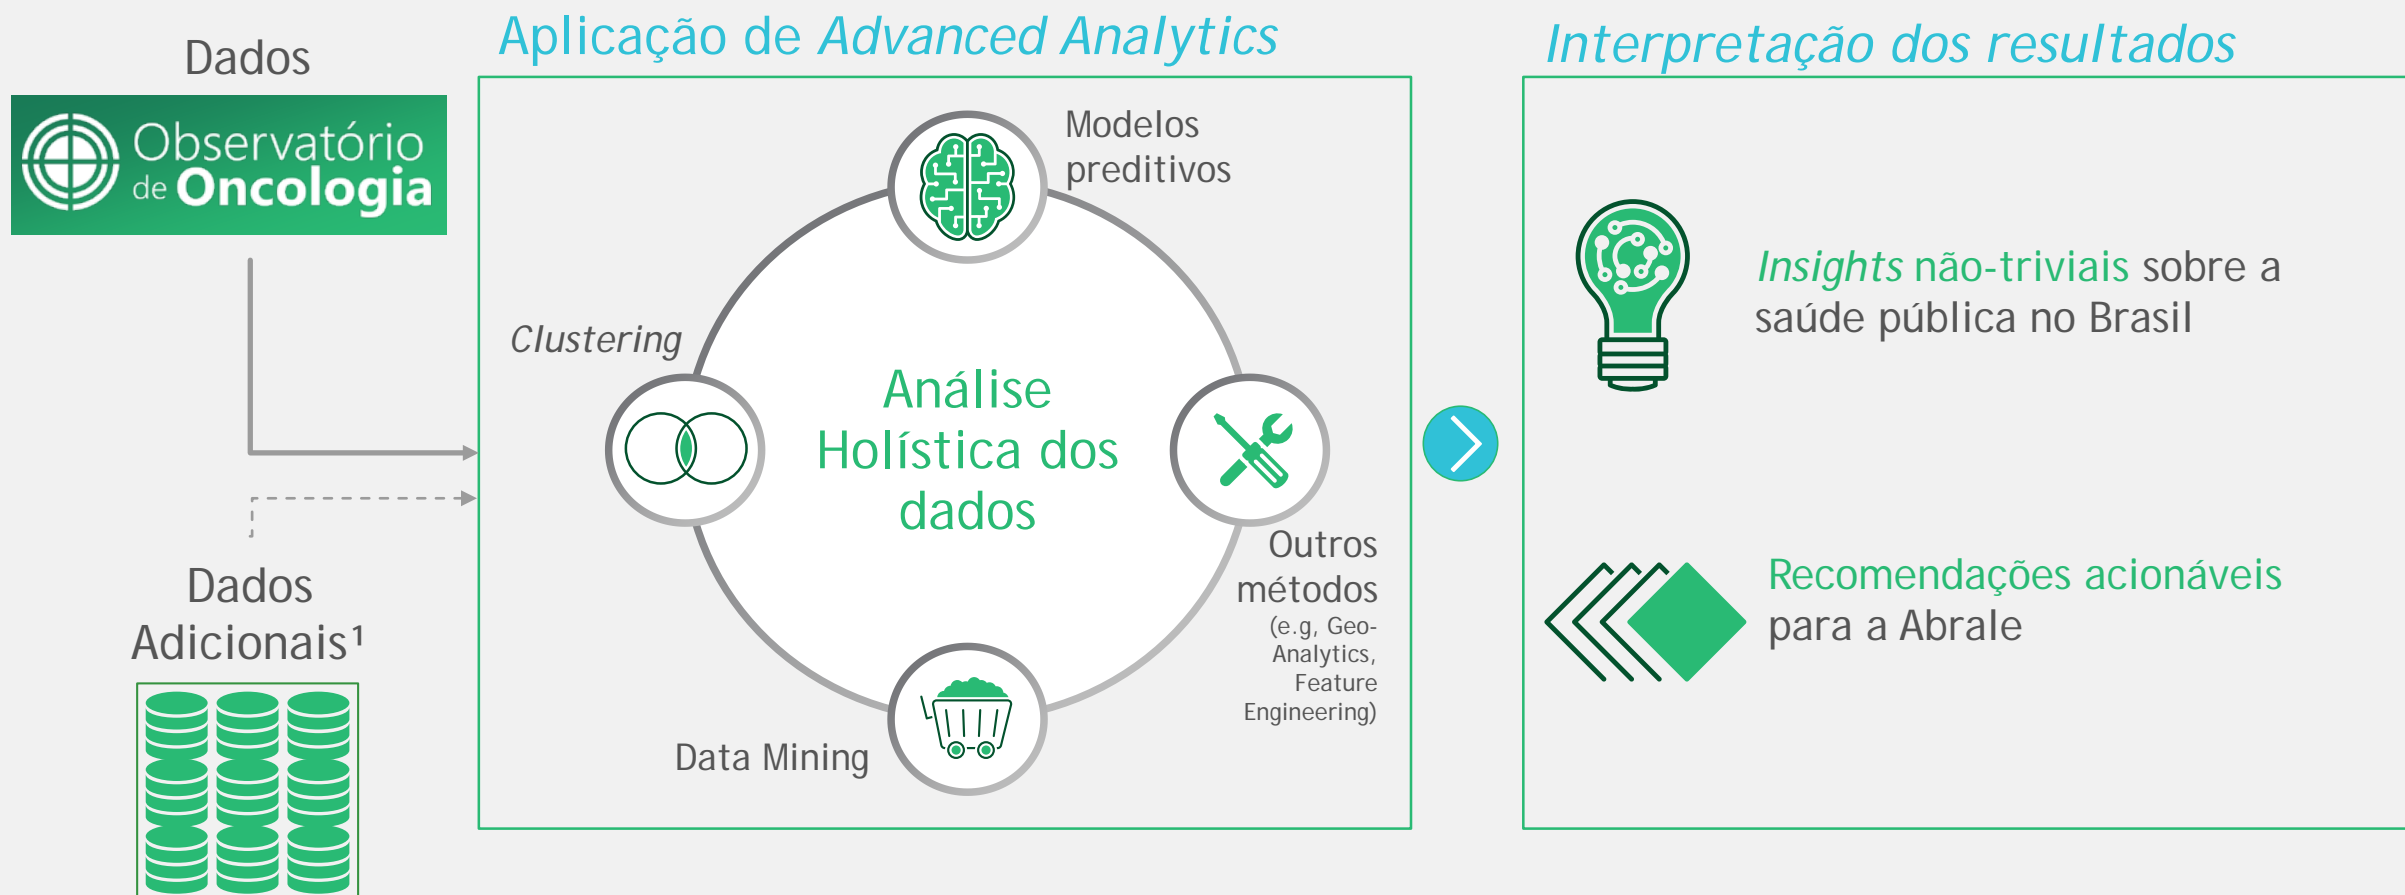 Dados
Observatório
de Oncologia
Dados
Adicionais¹
Aplicação de Advanced Analytics
Modelos
preditivos
Clustering
Análise
Holística dos
dados
Outros
métodos
(e.g, Geo-
Analytics,
Feature
Engineering)
Data Mining
Interpretação dos resultados
Insights não-triviais sobre a
saúde pública no Brasil
Recomendações acionáveis
para a Abrale